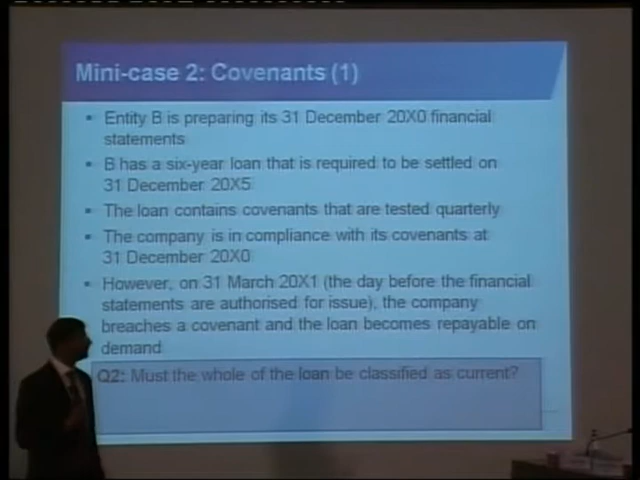 Mini-case 2: Covenants (1)
Entity B is preparing its 31 December 20X0 financial
statements
B has a six-year loan that is required to be settled on
31 December 20X5
The loan contains covenants that are tested quarterly
The company is in compliance with its covenants at
31 December 20X0
However, on 31 March 20X1 (the day before the financial
statements are authorised for issue), the company
breaches a covenant and the loan becomes repayable on
demand
Q2: Must the whole of the loan be classified as current?